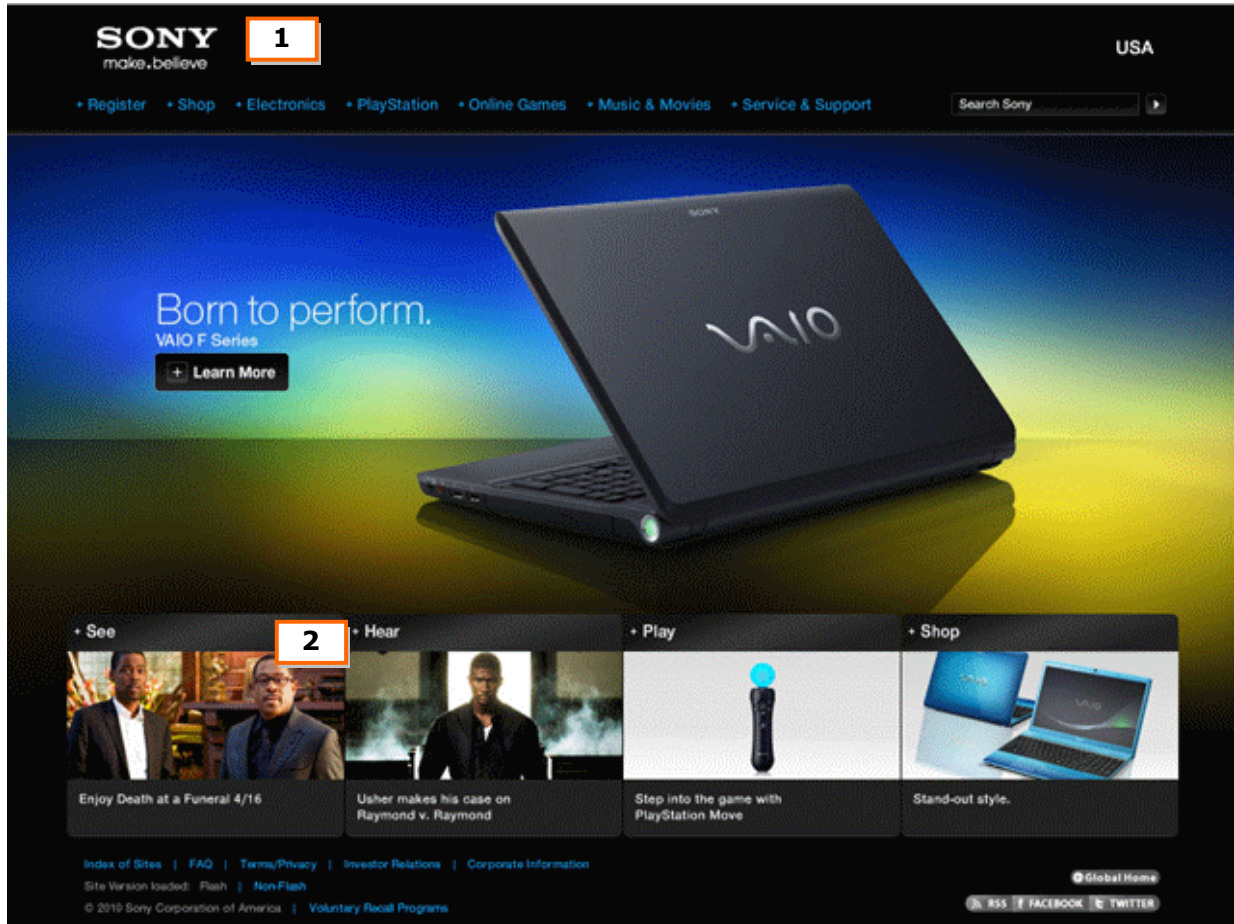 SONY
make.believe
1
USA
+ Register + Shop + Electronics + PlayStation + Online Games + Music & Movies + Service & Support
Search Sony
SONY
VAIO
Born to perform.
VAIO F Series
+ Learn More
+ See
2
+ Hear
+ Play
+ Shop
VAIO
VAIO
Enjoy Death at a Funeral 4/16
Usher makes his case on
Raymond v. Raymond
Step into the game with
PlayStation Move
Stand-out style.
Index of Sites | FAQ | Terms/Privacy | Investor Relations | Corporate Information
Site Version loaded: Flash | Non-Flash
© 2010 Sony Corporation of America | Voluntary Recall Programs
Global Home
RSS f FACEBOOK t TWITTER